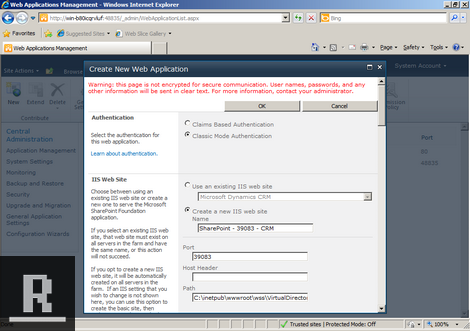 Web Applications Management - Windows Internet Explorer
http://win-b80icqrvluf:48835/_admin/WebApplicationList.aspx
Bing
Favorites
Suggested Sites
Web Slice Gallery
Web Applications Management
Page
Safety
Tools
Site Actions
System Account
Create New Web Application
Warning: this page is not encrypted for secure communication. User names, passwords, and any
other information will be sent in clear text. For more information, contact your administrator.
OK
Cancel
New
Extend
Delete
Contribute
Central
Administration
Application Management
System Settings
Monitoring
Backup and Restore
Security
Upgrade and Migration
General Application
Settings
Configuration Wizards
Authentication
Select the authentication for
this web application.
Learn about authentication.
Claims Based Authentication
Classic Mode Authentication
Port
80
48835
IIS Web Site
Choose between using an
existing IIS web site or create a
new one to serve the Microsoft
SharePoint Foundation
application.
If you select an existing IIS web
site, that web site must exist on
all servers in the farm and have
the same name, or this action
will not succeed.
If you opt to create a new IIS
web site, it will be automatically
created on all servers in the
farm. If an IIS setting that you
wish to change is not shown
here, you can use this option to
create the basic site, then
Use an existing IIS web site
Microsoft Dynamics CRM
Create a new IIS web site
Name
SharePoint - 39083 - CRM
Port
39083
Host Header
Path
C:\inetpub\wwwroot\wss\VirtualDirector
R
Trusted sites | Protected Mode: Off
100%